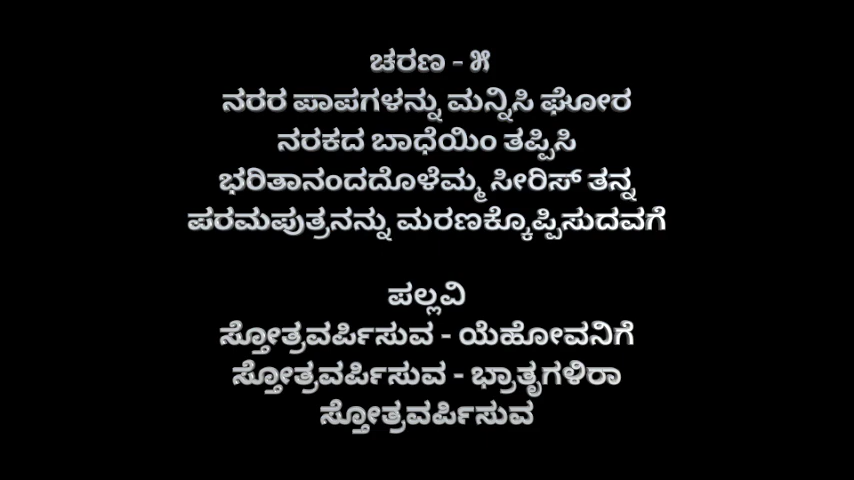 ಚರಣ - ೫
ನರರ ಪಾಪಗಳನ್ನು ಮನ್ನಿಸಿ ಘೋರ
ನರಕದ ಬಾಧೆಯಿಂ ತಪ್ಪಿಸಿ
ಭರಿತಾನಂದದೊಳೆಮ್ಮ ಸೀರಿಸ್ ತನ್ನ
ಪರಮಪುತ್ರನನ್ನು ಮರಣಕ್ಕೊಪ್ಪಿಸುದವಗೆ
ಪಲ್ಲವಿ
ಸ್ತೋತ್ರವರ್ಪಿಸುವ - ಯೆಹೋವನಿಗೆ
ಸ್ತೋತ್ರವರ್ಪಿಸುವ - ಭ್ರಾತೃಗಳಿರಾ
ಸ್ತೋತ್ರವರ್ಪಿಸುವ